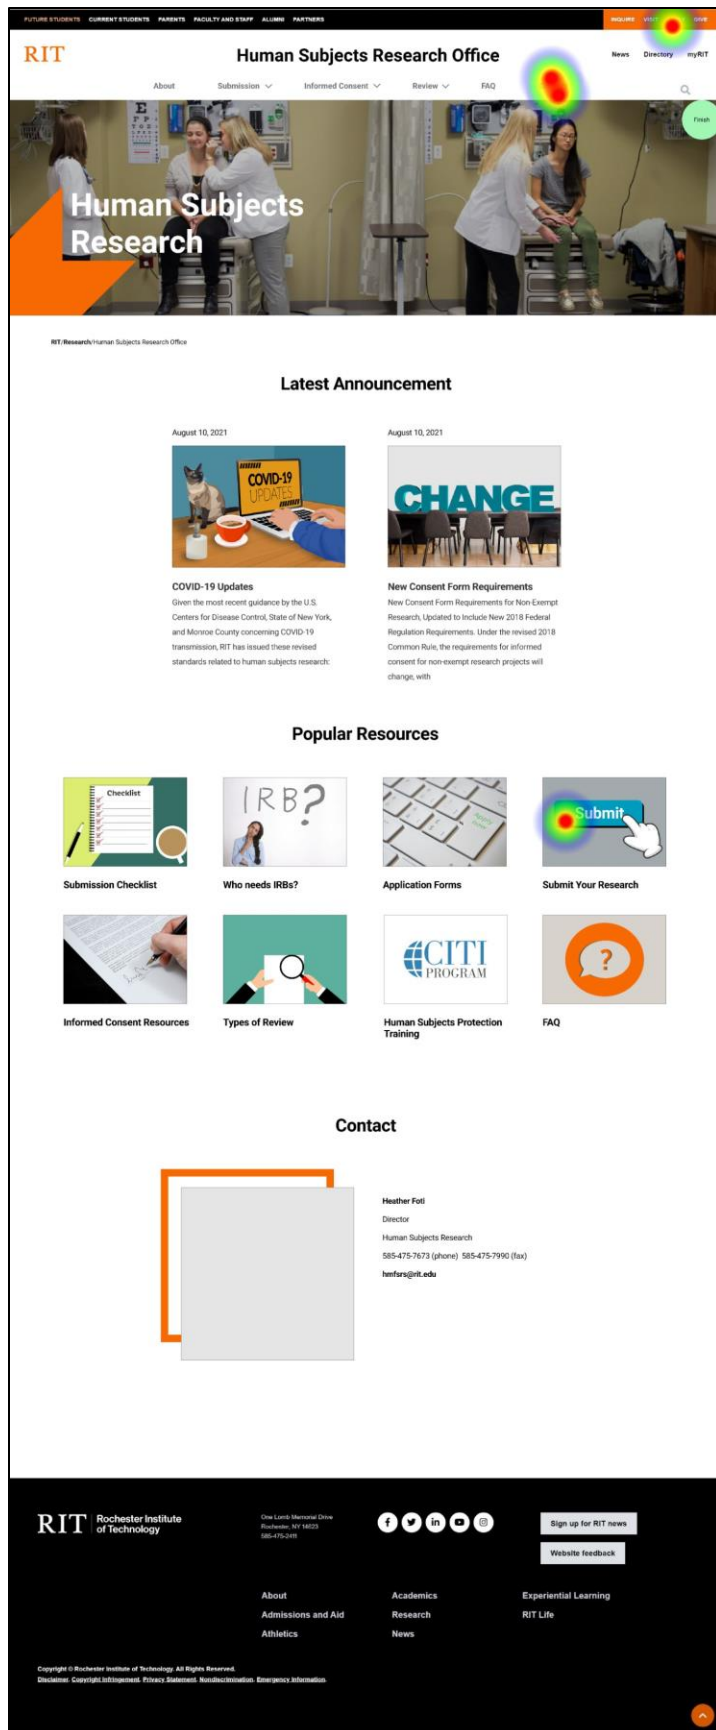 FUTURE STUDENTS CURRENT STUDENTS PARENTS FACULTY AND STAFF ALUMNI PARTNERS
INQUIRE VISIT GIVE
RIT
Human Subjects Research Office
News Directory myRIT
About Submission Informed Consent Review FAQ
Finish
Human Subjects
Research
RIT/Research/Human Subjects Research Office
Latest Announcement
August 10, 2021
COVID-19
UPDATES
COVID-19 Updates
Given the most recent guidance by the U.S.
Centers for Disease Control, State of New York,
and Monroe County concerning COVID-19
transmission, RIT has issued these revised
standards related to human subjects research:
August 10, 2021
CHANGE
New Consent Form Requirements
New Consent Form Requirements for Non-Exempt
Research, Updated to Include New 2018 Federal
Regulation Requirements. Under the revised 2018
Common Rule, the requirements for informed
consent for non-exempt research projects will
change, with
Popular Resources
Checklist
Submission Checklist
IRB?
Who needs IRBs?
Application Forms
Submit
Submit Your Research
Informed Consent Resources
Types of Review
CITI
PROGRAM
Human Subjects Protection
Training
?
FAQ
Contact
Heather Foti
Director
Human Subjects Research
585-475-7673 (phone) 585-475-7990 (fax)
hmfsrs@rit.edu
RIT
Rochester Institute
of Technology
One Lomb Memorial Drive
Rochester, NY 14623
585-475-2411
Sign up for RIT news
Website feedback
About
Admissions and Aid
Athletics
Academics
Research
News
Experiential Learning
RIT Life
Copyright © Rochester Institute of Technology. All Rights Reserved.
Disclaimer. Copyright Infringement. Privacy Statement. Nondiscrimination. Emergency Information.